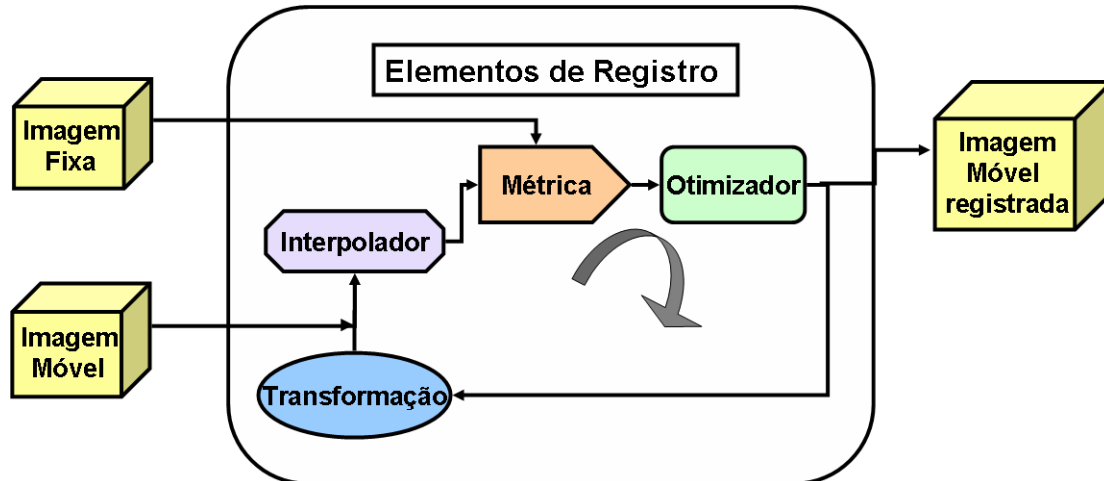 Elementos de Registro
Imagem
Fixa
Métrica
Otimizador
Imagem
Móvel
registrada
Interpolador
Imagem
Móvel
Transformação